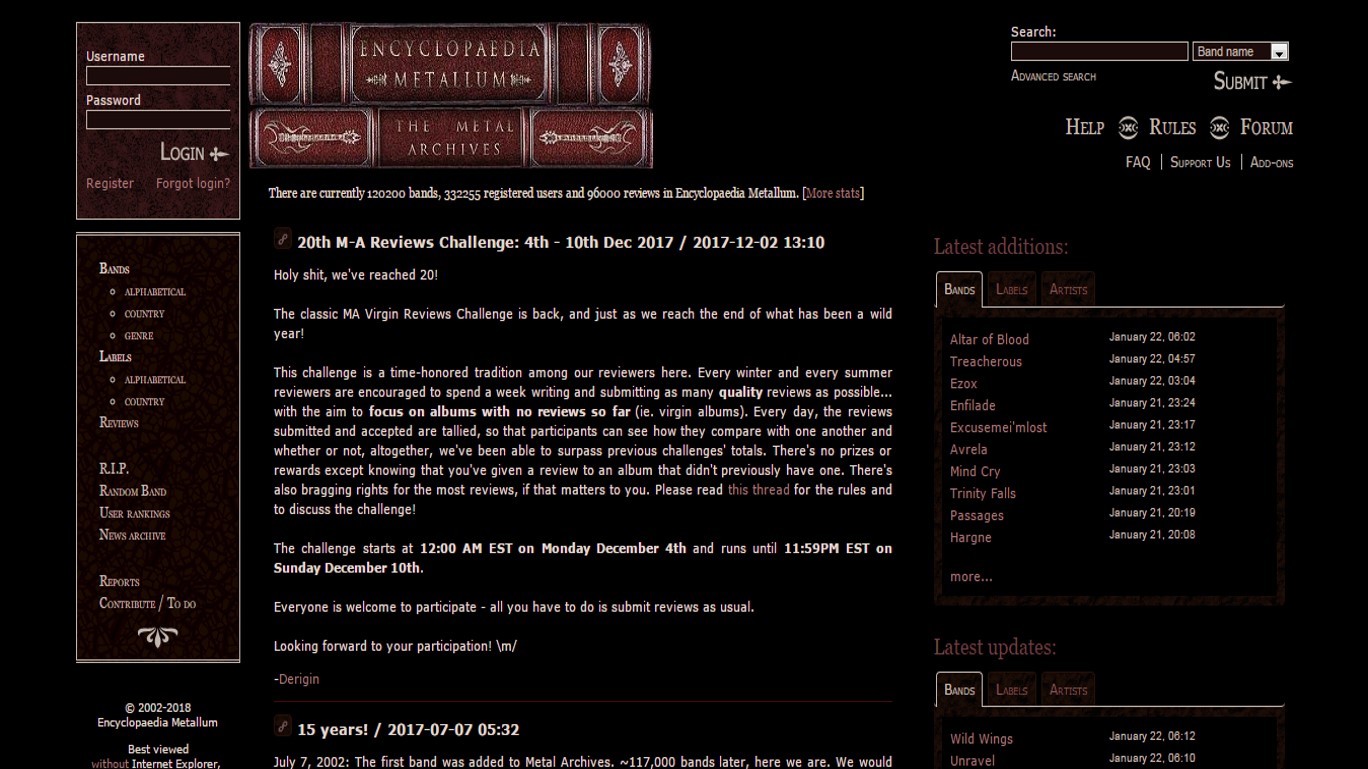 Username
Password
LOGIN
Register Forgot login?
ENCYCLOPAEDIA
METALLUM
THE METAL
ARCHIVES
Search:
Band name
ADVANCED SEARCH
SUBMIT
HELP RULES FORUM
FAQ | SUPPORT US | ADD-ONS
There are currently 120200 bands, 332255 registered users and 96000 reviews in Encyclopaedia Metallum. [More stats]
BANDS
ALPHABETICAL
COUNTRY
GENRE
LABELS
ALPHABETICAL
COUNTRY
REVIEWS
R.I.P.
RANDOM BAND
USER RANKINGS
NEWS ARCHIVE
REPORTS
CONTRIBUTE / TO DO
© 2002-2018
Encyclopaedia Metallum
Best viewed
without Internet Explorer,
20th M-A Reviews Challenge: 4th - 10th Dec 2017 / 2017-12-02 13:10
Holy shit, we've reached 20!
The classic MA Virgin Reviews Challenge is back, and just as we reach the end of what has been a wild
year!
This challenge is a time-honored tradition among our reviewers here. Every winter and every summer
reviewers are encouraged to spend a week writing and submitting as many quality reviews as possible...
with the aim to focus on albums with no reviews so far (ie. virgin albums). Every day, the reviews
submitted and accepted are tallied, so that participants can see how they compare with one another and
whether or not, altogether, we've been able to surpass previous challenges' totals. There's no prizes or
rewards except knowing that you've given a review to an album that didn't previously have one. There's
also bragging rights for the most reviews, if that matters to you. Please read this thread for the rules and
to discuss the challenge!
The challenge starts at 12:00 AM EST on Monday December 4th and runs until 11:59PM EST on
Sunday December 10th.
Everyone is welcome to participate - all you have to do is submit reviews as usual.
Looking forward to your participation! \m/
-Derigin
15 years! / 2017-07-07 05:32
July 7, 2002: The first band was added to Metal Archives. ~117,000 bands later, here we are. We would
Latest additions:
BANDS LABELS ARTISTS
Altar of Blood January 22, 06:02
Treacherous January 22, 04:57
Ezox January 22, 03:04
Enfilade January 21, 23:24
Excusemei'mlost January 21, 23:17
Avrela January 21, 23:12
Mind Cry January 21, 23:03
Trinity Falls January 21, 23:01
Passages January 21, 20:19
Hargne January 21, 20:08
more...
Latest updates:
BANDS LABELS ARTISTS
Wild Wings January 22, 06:12
Unravel January 22, 06:10